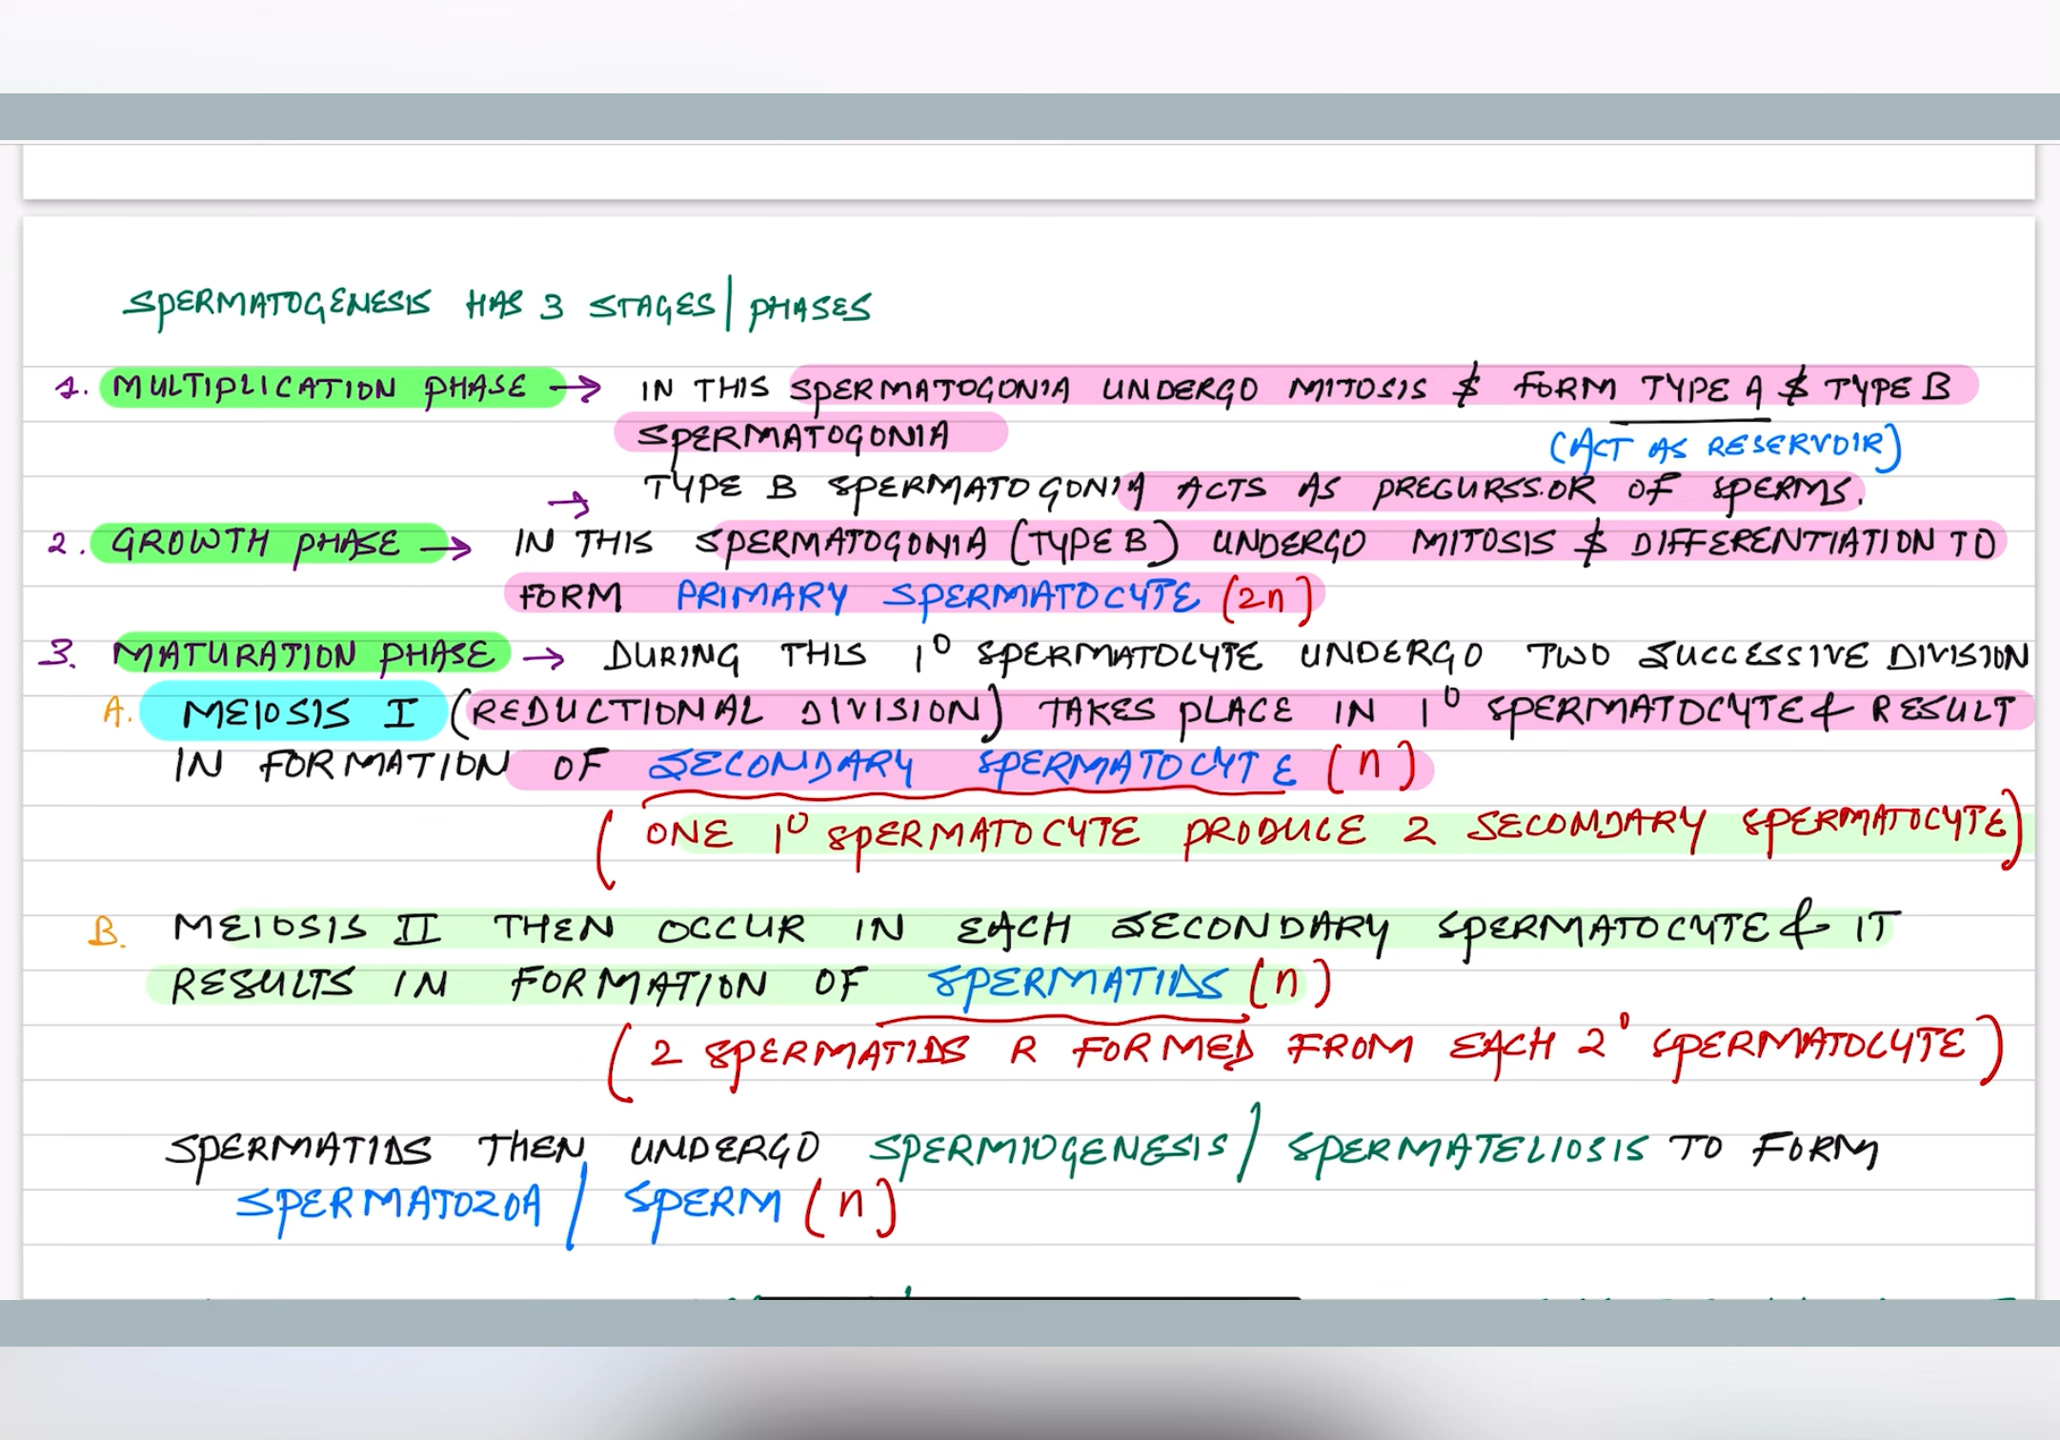 SPERMATOGENESIS HAS 3 STAGES/PHASES
1. MULTIPLICATION PHASE → IN THIS SPERMATOGONIA UNDERGO MITOSIS & FORM TYPE A & TYPE B
SPERMATOGONIA
(ACT AS RESERVOIR)
→ TYPE B SPERMATOGONIA ACTS AS PRECURSSOR OF SPERMS.
2. GROWTH PHASE → IN THIS SPERMATOGONIA (TYPE B) UNDERGO MITOSIS & DIFFERENTIATION TO
FORM PRIMARY SPERMATOCYTE (2n)
3. MATURATION PHASE → DURING THIS 1⁰ SPERMATOCYTE UNDERGO TWO SUCCESSIVE DIVISION
A. MEIOSIS I (REDUCTIONAL DIVISION) TAKES PLACE IN 1⁰ SPERMATOCYTE & RESULT
IN FORMATION OF SECONDARY SPERMATOCYTE (n)
(ONE 1⁰ SPERMATOCYTE PRODUCE 2 SECONDARY SPERMATOCYTE)
B. MEIOSIS II THEN OCCUR IN EACH SECONDARY SPERMATOCYTE & IT
RESULTS IN FORMATION OF SPERMATIDS (n)
(2 SPERMATIDS R FORMED FROM EACH 2⁰ SPERMATOCYTE)
SPERMATIDS THEN UNDERGO SPERMIOGENESIS/SPERMATELIOSIS TO FORM
SPERMATOZOA/SPERM (n)